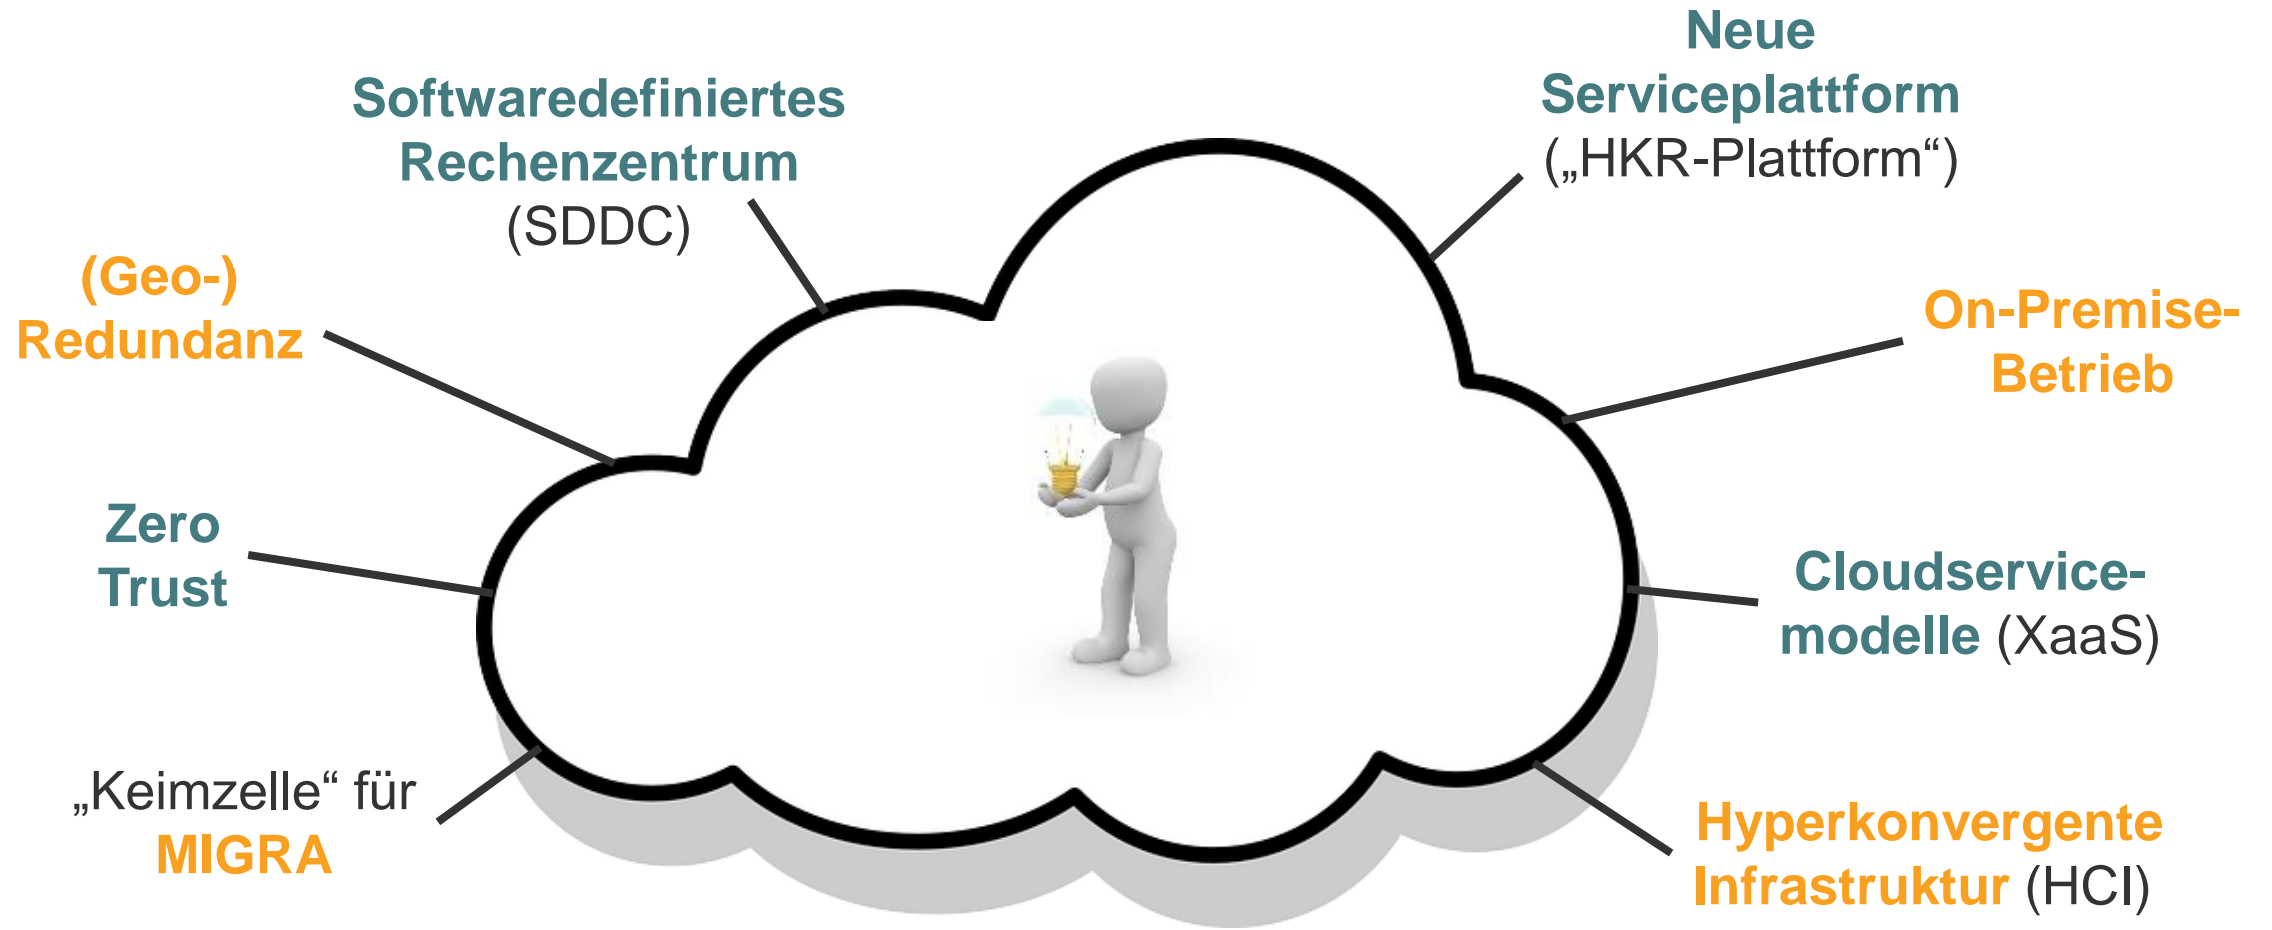 Neue
Serviceplattform
(„HKR-Plattform“)
Softwaredefiniertes
Rechenzentrum
(SDDC)
(Geo-)
Redundanz
On-Premise-
Betrieb
Zero
Trust
Cloudservice-
modelle (XaaS)
„Keimzelle“ für
MIGRA
Hyperkonvergente
Infrastruktur (HCI)